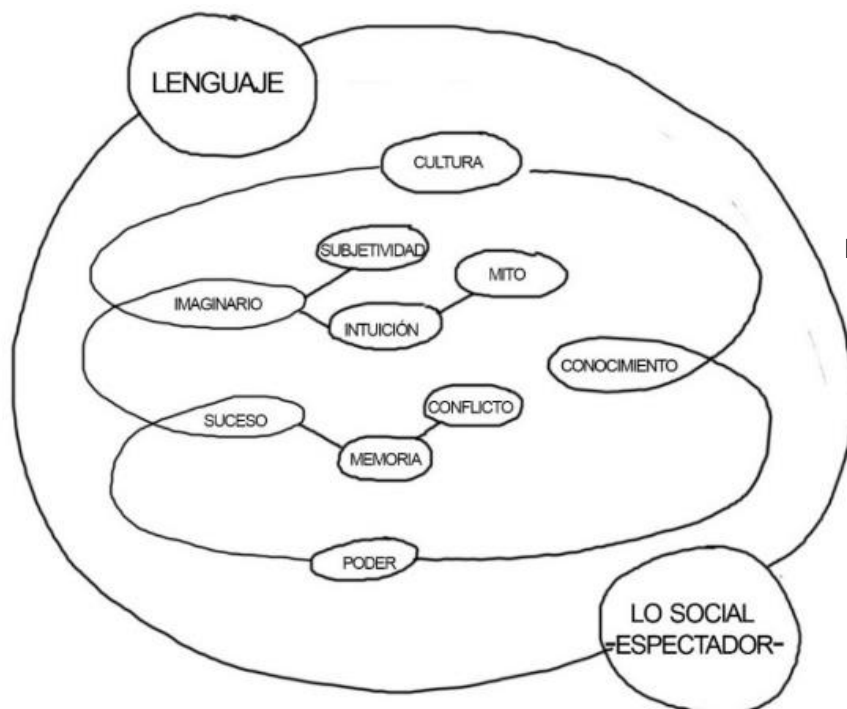 LENGUAJE
CULTURA
SUBJETIVIDAD
MITO
IMAGINARIO
INTUICIÓN
CONOCIMIENTO
CONFLICTO
SUCESO
MEMORIA
PODER
LO SOCIAL
-ESPECTADOR-